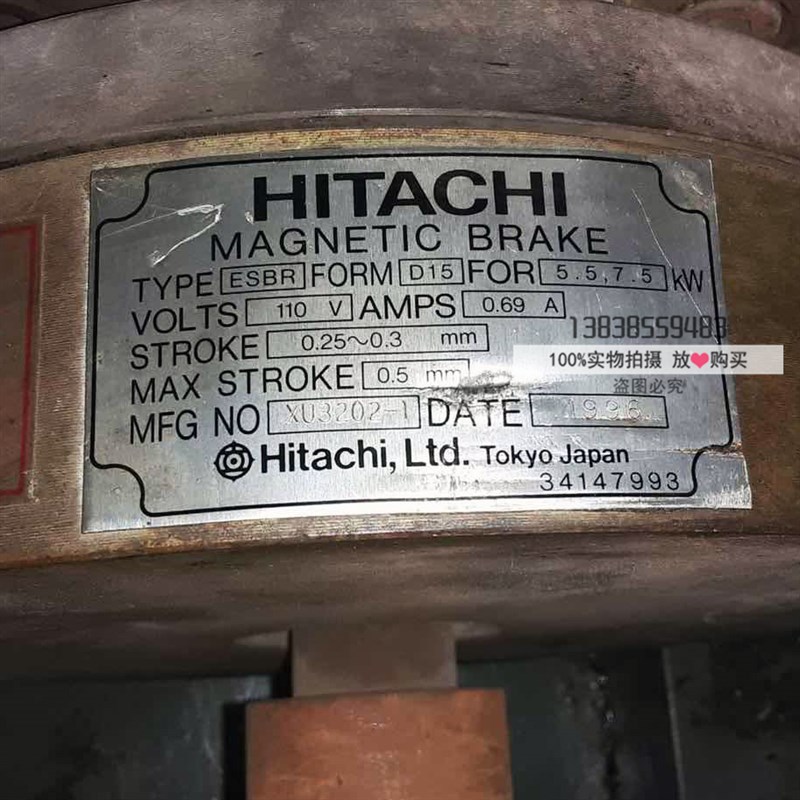 HITACHI
MAGNETIC BRAKE
TYPE ESBR FORM D15 FOR 5.5,7.5 kW
VOLTS 110 V AMPS 0.69 A
STROKE 0.25~0.3 mm
MAX STROKE 0.5 mm
MFG NO XU3202-1 DATE 1996
Hitachi, Ltd. Tokyo Japan
34147993
13838559483
100%实物拍摄 放❤购买
盗图必究